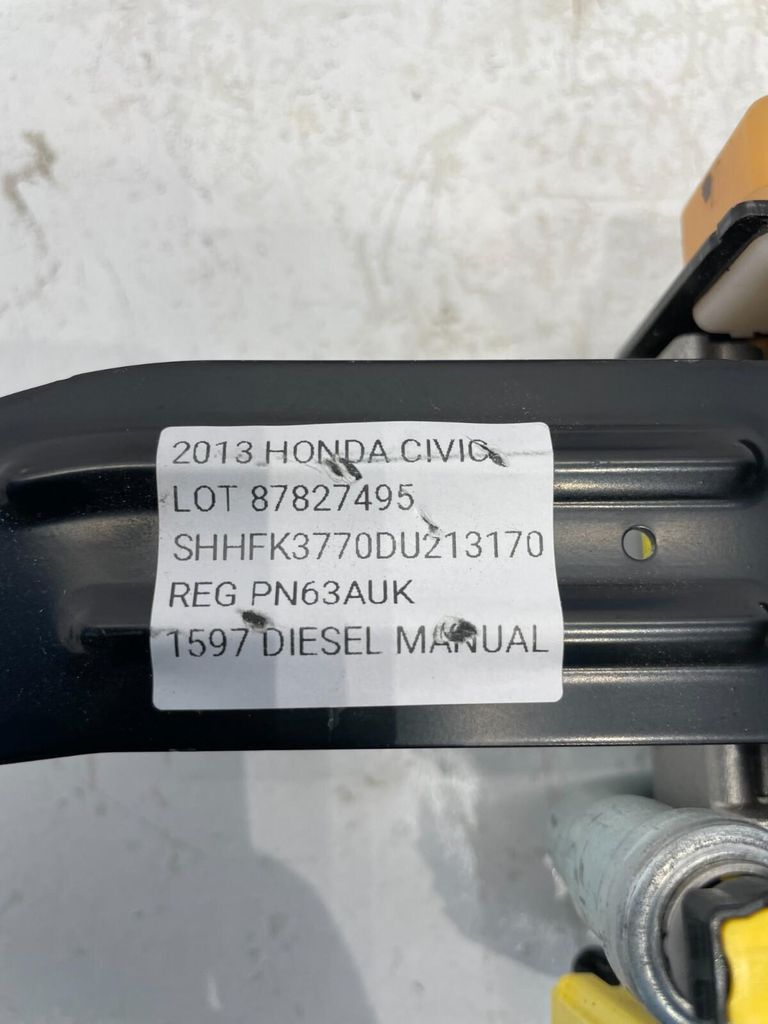 2013 HONDA CIVIC
LOT 87827495
SHHFK3770DU213170
REG PN63AUK
1597 DIESEL MANUAL